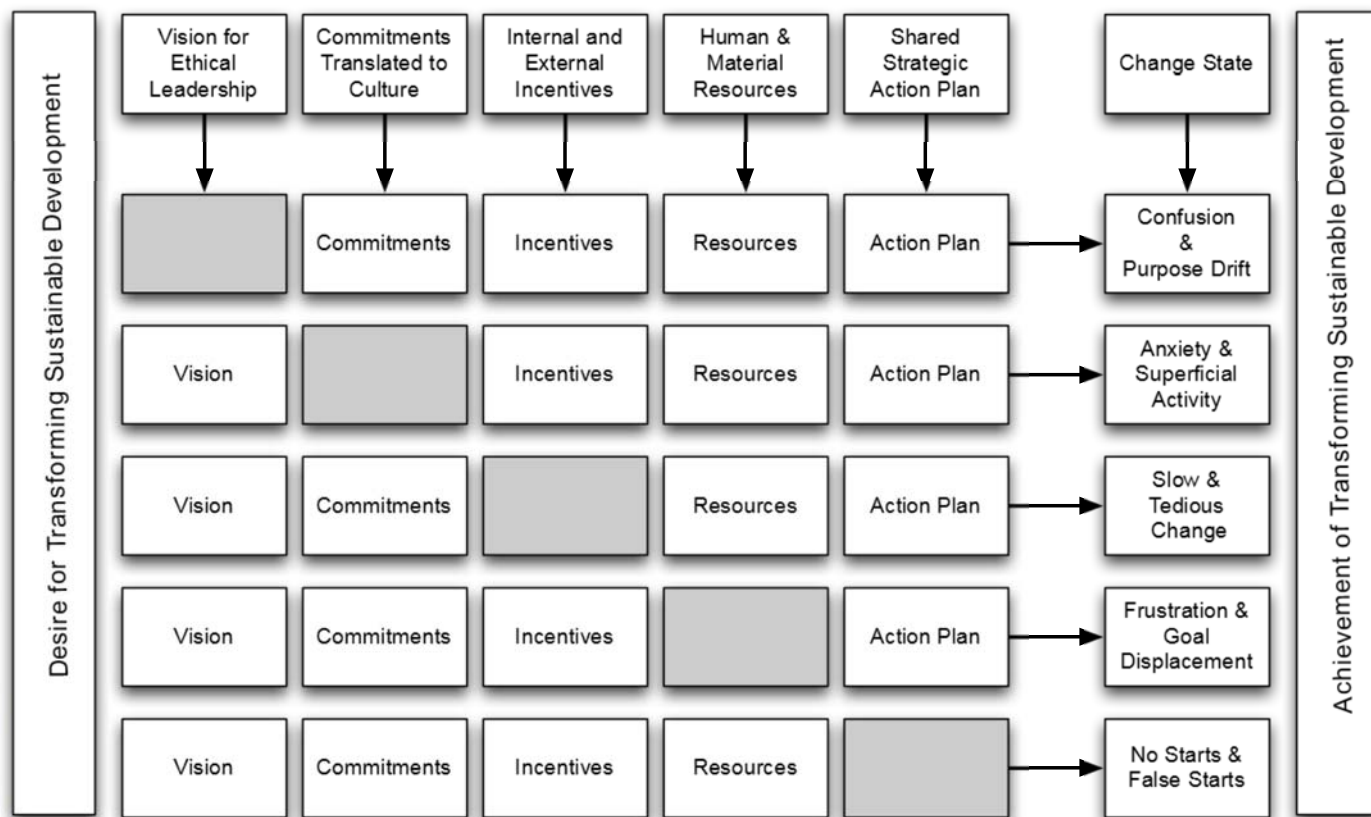 Desire for Transforming Sustainable Development
Vision for
Ethical
Leadership
Commitments
Translated to
Culture
Internal and
External
Incentives
Human &
Material
Resources
Shared
Strategic
Action Plan
Change State
Commitments
Incentives
Resources
Action Plan
Confusion
&
Purpose Drift
Vision
Incentives
Resources
Action Plan
Anxiety &
Superficial
Activity
Vision
Commitments
Resources
Action Plan
Slow &
Tedious
Change
Vision
Commitments
Incentives
Action Plan
Frustration &
Goal
Displacement
Vision
Commitments
Incentives
Resources
No Starts &
False Starts
Achievement of Transforming Sustainable Development